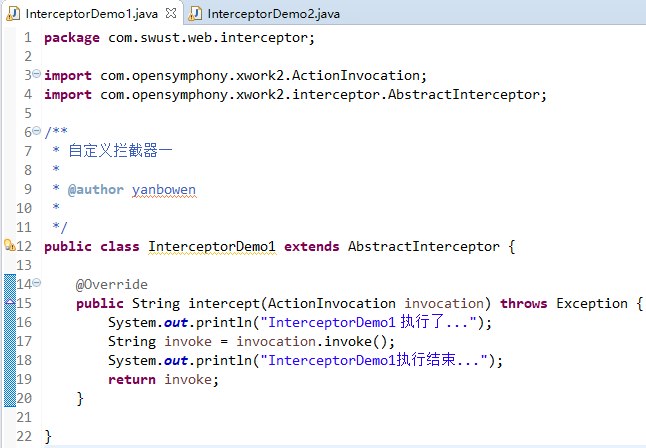 InterceptorDemo1.java InterceptorDemo2.java
1 package com.swust.web.interceptor;
2
3 import com.opensymphony.xwork2.ActionInvocation;
4 import com.opensymphony.xwork2.interceptor.AbstractInterceptor;
5
6 /**
7  * 自定义拦截器一
8  *
9  * @author yanbowen
10  *
11  */
12 public class InterceptorDemo1 extends AbstractInterceptor {
13
14     @Override
15     public String intercept(ActionInvocation invocation) throws Exception {
16         System.out.println("InterceptorDemo1 执行了...");
17         String invoke = invocation.invoke();
18         System.out.println("InterceptorDemo1执行结束...");
19         return invoke;
20     }
21
22 }